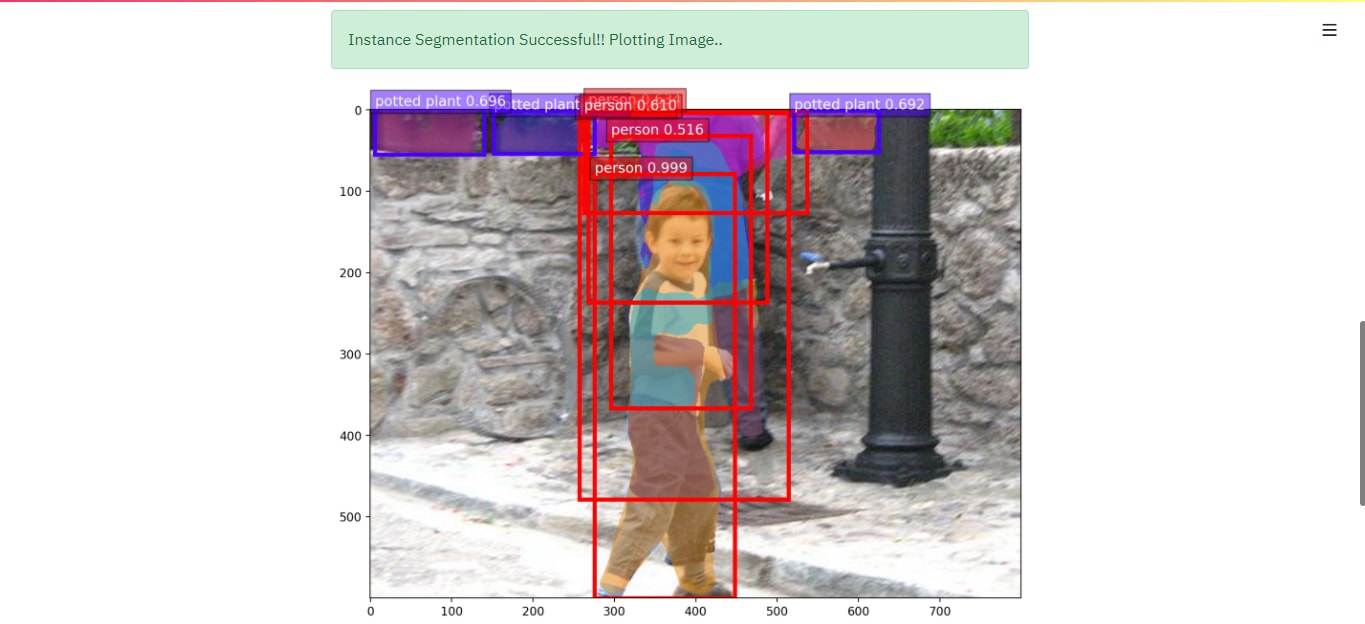 Instance Segmentation Successful!! Plotting Image..
potted plant 0.696
potted plant
person 0.610
potted plant 0.692
person 0.516
person 0.999
0
100
200
300
400
500
0 100 200 300 400 500 600 700